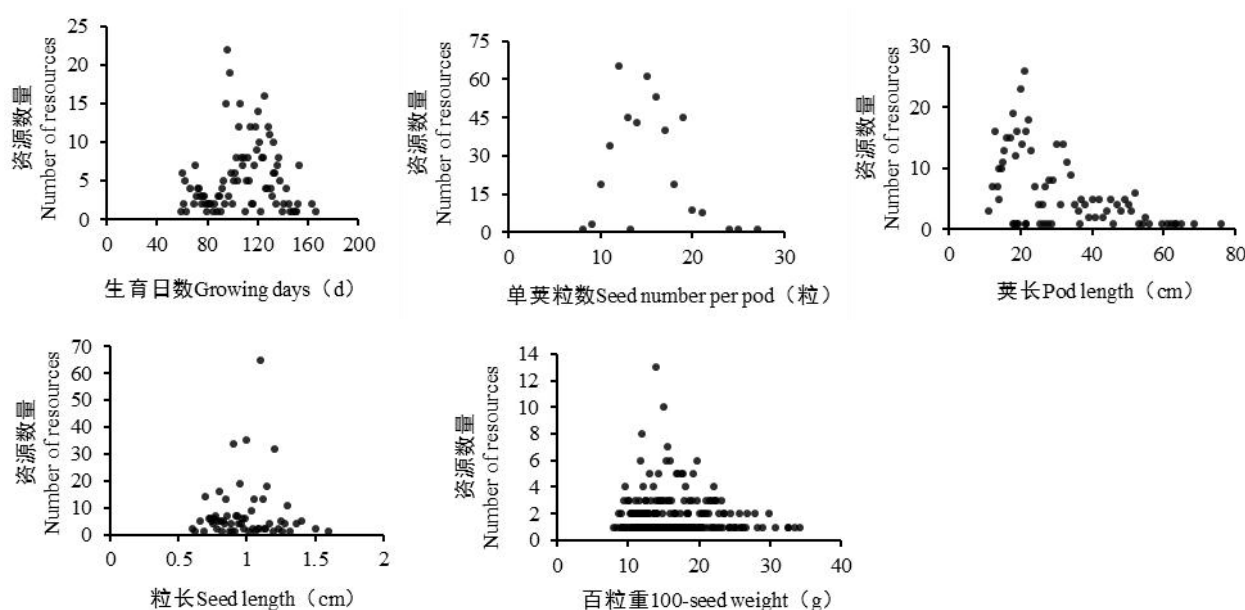 25
20
15
10
5
0
0 40 80 120 160 200
资源数量
Number of resources
生育日数Growing days（d）
75
60
45
30
15
0
0 10 20 30
资源数量
Number of resources
单荚粒数Seed number per pod（粒）
30
20
10
0
0 20 40 60 80
资源数量
Number of resources
荚长Pod length（cm）
70
60
50
40
30
20
10
0
0 0.5 1 1.5 2
资源数量
Number of resources
粒长Seed length（cm）
14
12
10
8
6
4
2
0
0 10 20 30 40
资源数量
Number of resources
百粒重100-seed weight（g）